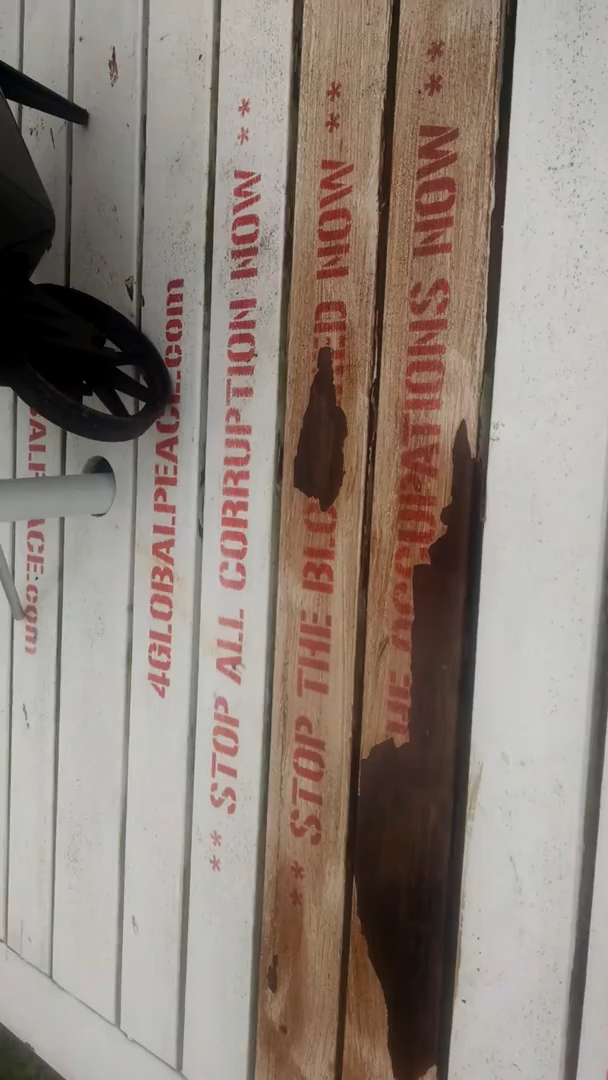 4GLOBALPEACE.com
** STOP ALL CORRUPTION NOW **
** STOP THE NOW **
OCCUPATIONS NOW **